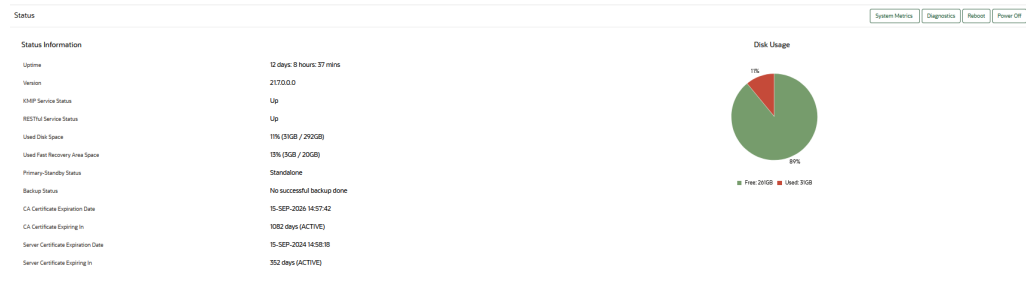 Status
System Metrics Diagnostics Reboot Power Off
Status Information
Uptime 12 days: 8 hours: 37 mins
Version 21.7.0.0.0
KMIP Service Status Up
RESTful Service Status Up
Used Disk Space 11% (31GB / 292GB)
Used Fast Recovery Area Space 13% (3GB / 20GB)
Primary-Standby Status Standalone
Backup Status No successful backup done
CA Certificate Expiration Date 15-SEP-2026 14:57:42
CA Certificate Expiring In 1082 days (ACTIVE)
Server Certificate Expiration Date 15-SEP-2024 14:58:18
Server Certificate Expiring In 352 days (ACTIVE)
Disk Usage
11%
89%
Free: 261GB Used: 31GB